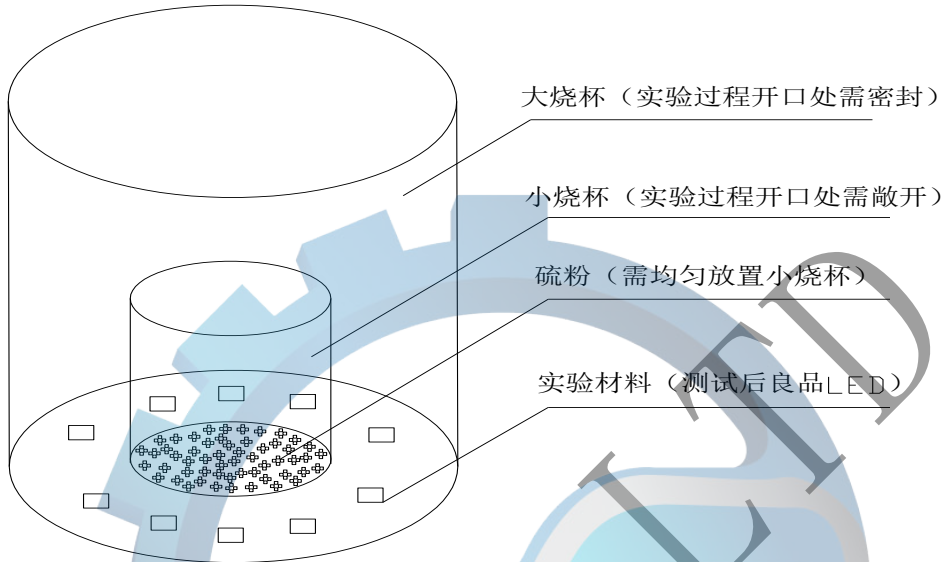 大烧杯（实验过程开口处需密封）
小烧杯（实验过程开口处需敞开）
硫粉（需均匀放置小烧杯）
实验材料（测试后良品LED）
LTD